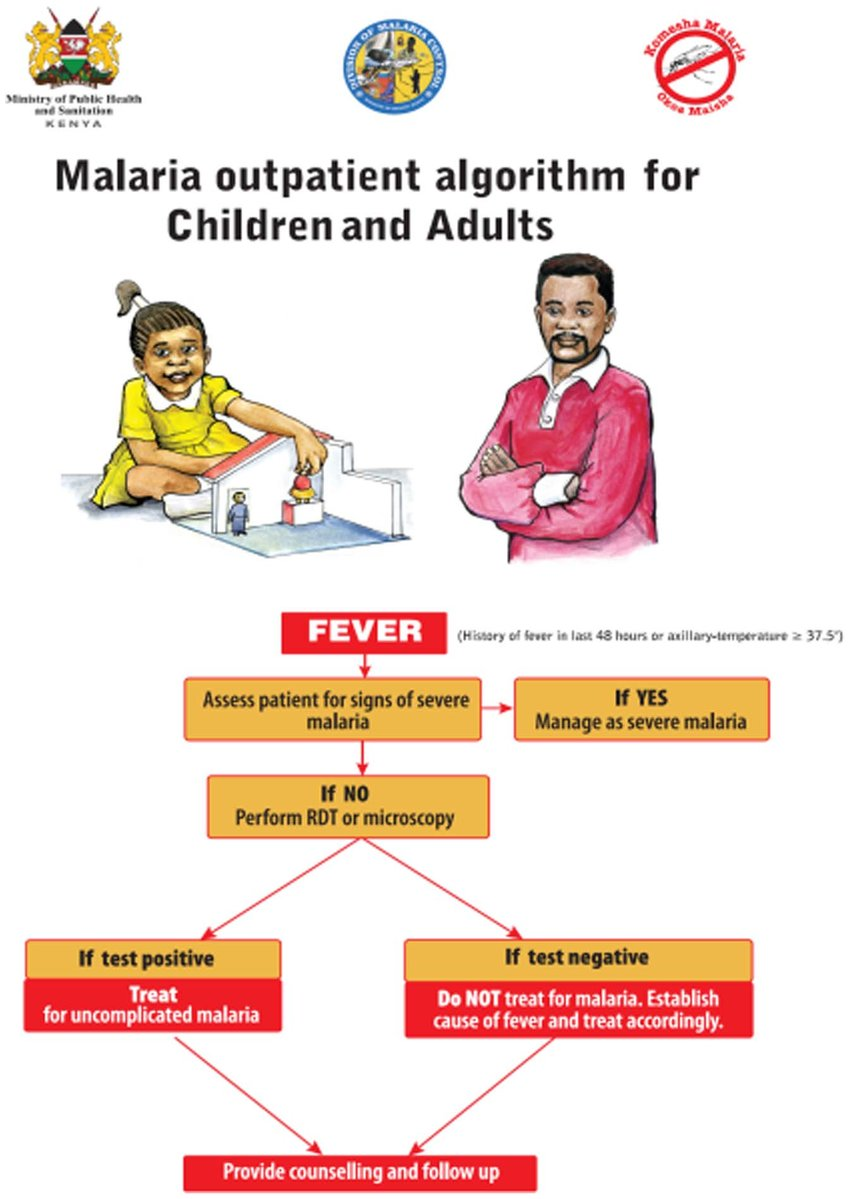 Ministry of Public Health
and Sanitation
KENYA
DIVISION OF MALARIA CONTROL
Komesha Malaria
Okoa Maisha
Malaria outpatient algorithm for
Children and Adults
FEVER
(History of fever in last 48 hours or axillary-temperature ≥ 37.5°)
Assess patient for signs of severe
malaria
If YES
Manage as severe malaria
If NO
Perform RDT or microscopy
If test positive
Treat
for uncomplicated malaria
If test negative
Do NOT treat for malaria. Establish
cause of fever and treat accordingly.
Provide counselling and follow up